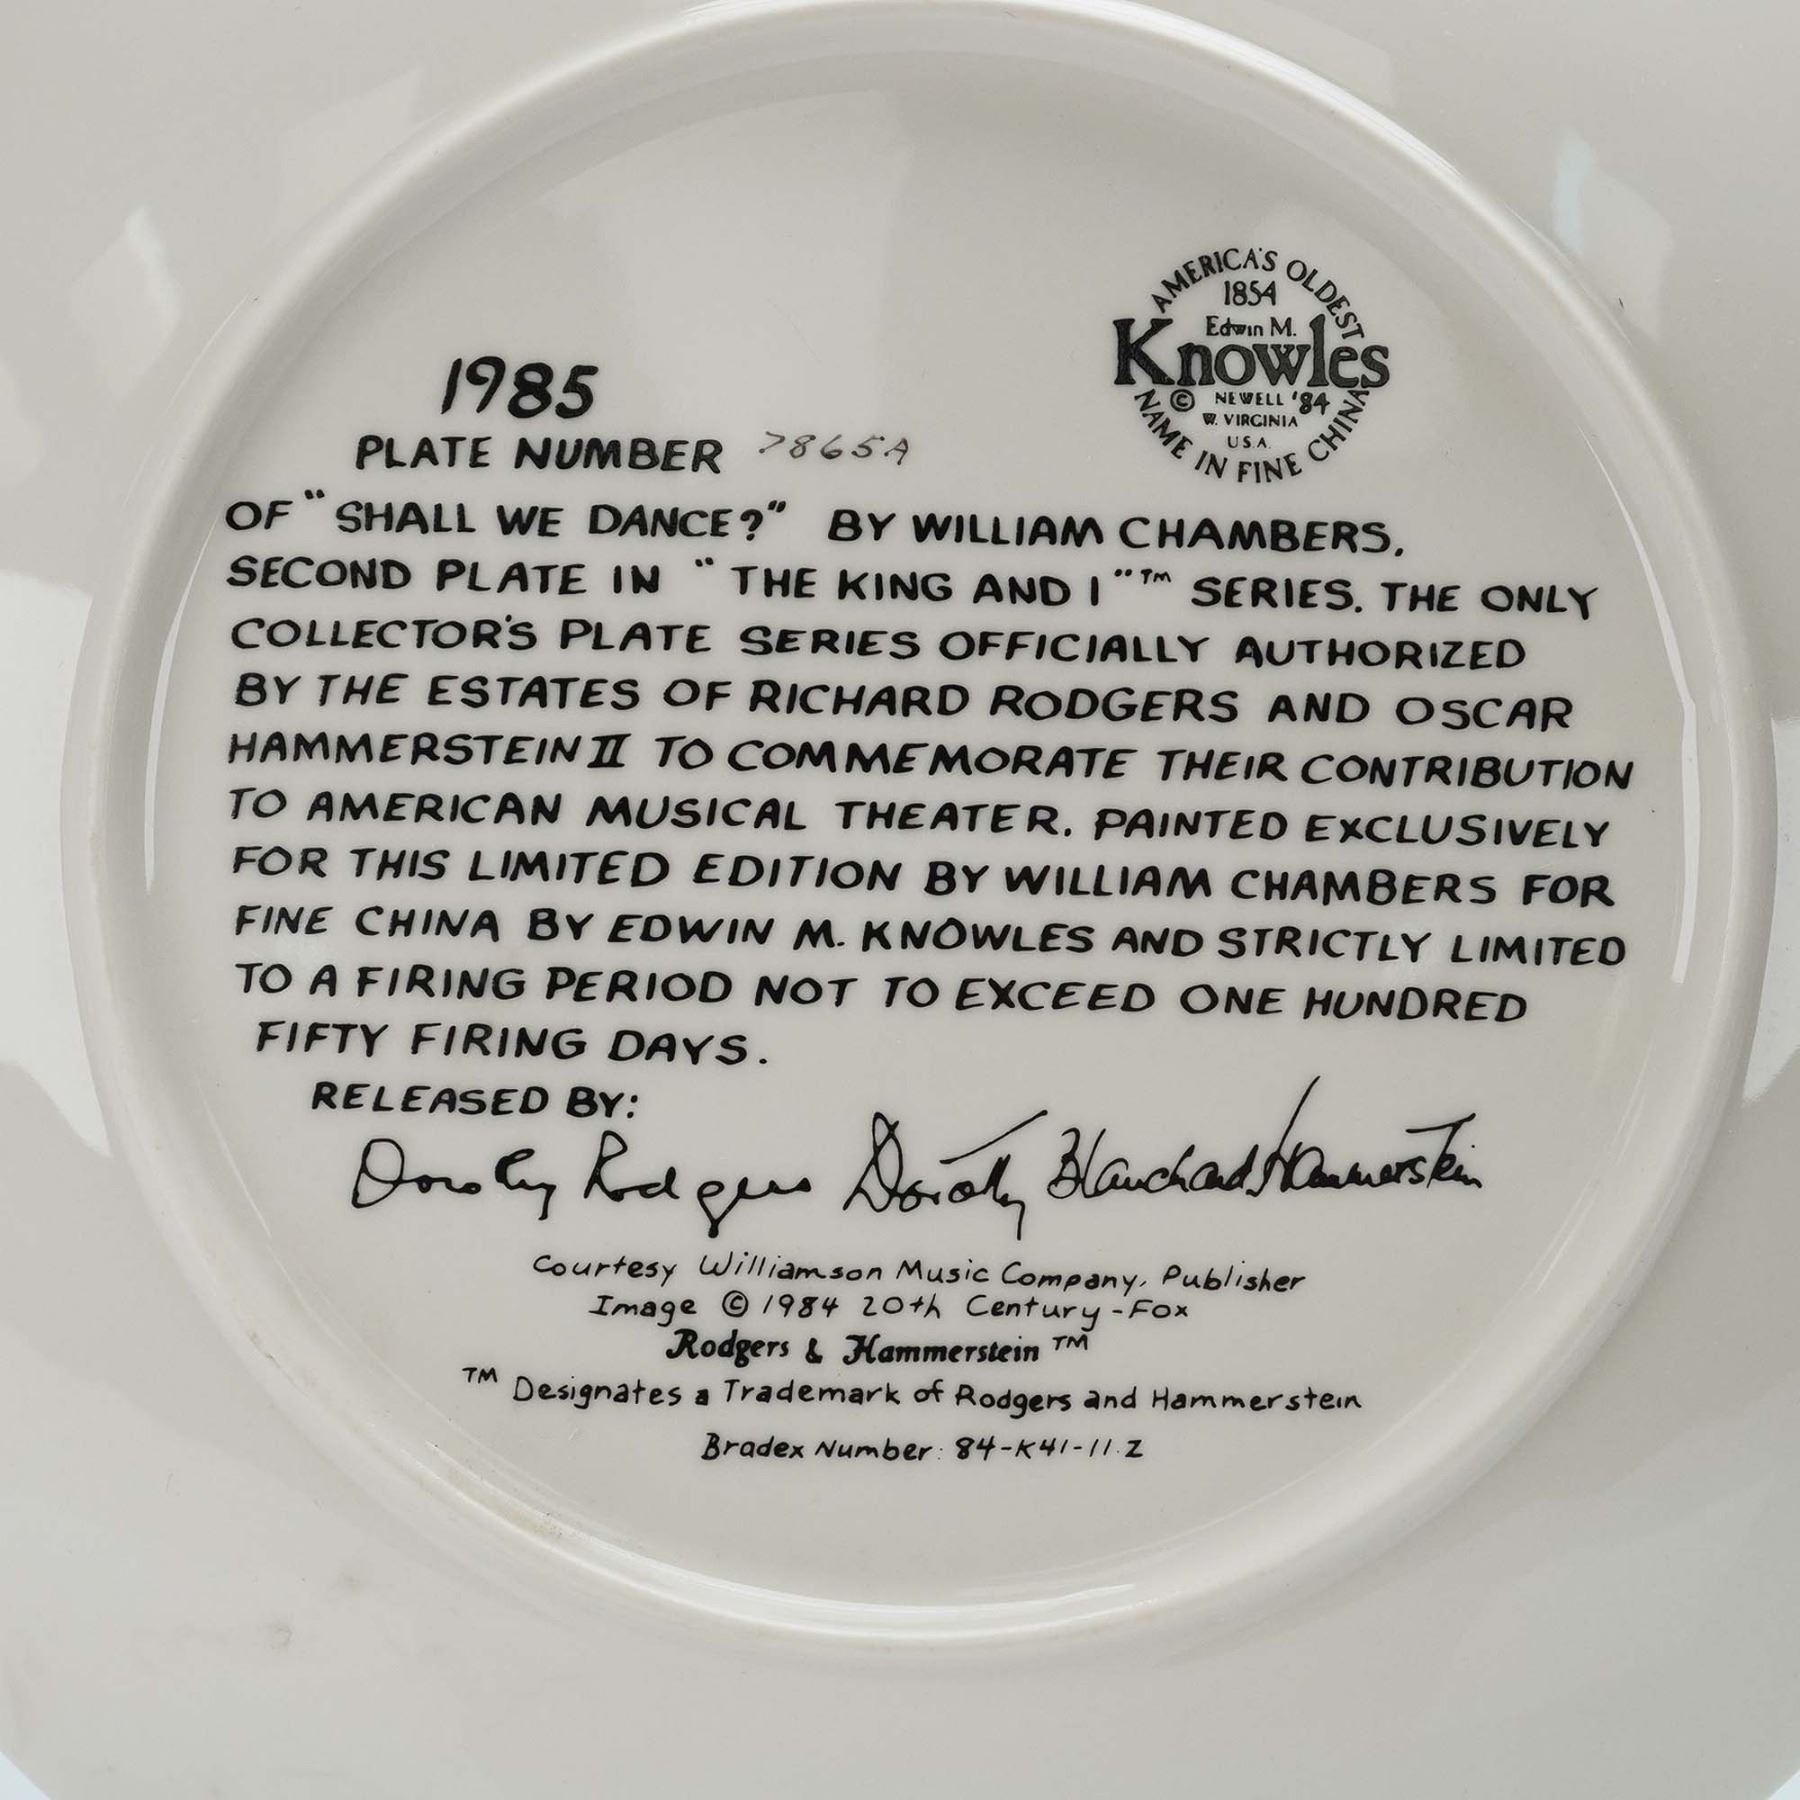 AMERICA'S OLDEST
1854
Edwin M.
Knowles
© NEWELL '84
W. VIRGINIA
U.S.A.
NAME IN FINE CHINA
1985
PLATE NUMBER 7865A
OF "SHALL WE DANCE?" BY WILLIAM CHAMBERS.
SECOND PLATE IN "THE KING AND I"™ SERIES. THE ONLY
COLLECTOR'S PLATE SERIES OFFICIALLY AUTHORIZED
BY THE ESTATES OF RICHARD RODGERS AND OSCAR
HAMMERSTEIN II TO COMMEMORATE THEIR CONTRIBUTION
TO AMERICAN MUSICAL THEATER. PAINTED EXCLUSIVELY
FOR THIS LIMITED EDITION BY WILLIAM CHAMBERS FOR
FINE CHINA BY EDWIN M. KNOWLES AND STRICTLY LIMITED
TO A FIRING PERIOD NOT TO EXCEED ONE HUNDRED
FIFTY FIRING DAYS.
RELEASED BY:
Dorothy Rodgers Dorothy Blanchard Hammerstein
Courtesy Williamson Music Company, Publisher
Image © 1984 20th Century-Fox
Rodgers & Hammerstein ™
™ Designates a Trademark of Rodgers and Hammerstein
Bradex Number: 84-K41-11.2